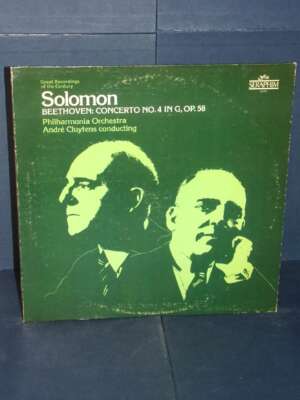 Great Recordings
of the Century
SERAPHIM
Solomon
BEETHOVEN: CONCERTO NO. 4 IN G, OP. 58
Philharmonia Orchestra
André Cluytens conducting